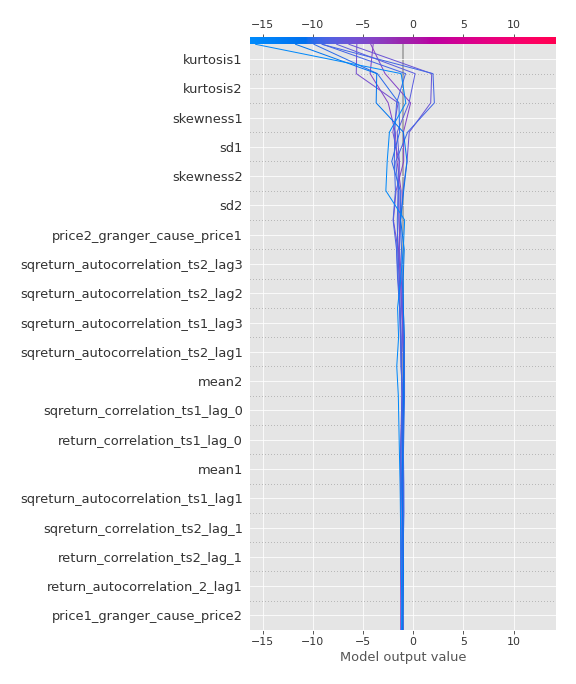 −15 −10 −5 0 5 10
kurtosis1
kurtosis2
skewness1
sd1
skewness2
sd2
price2_granger_cause_price1
sqreturn_autocorrelation_ts2_lag3
sqreturn_autocorrelation_ts2_lag2
sqreturn_autocorrelation_ts1_lag3
sqreturn_autocorrelation_ts2_lag1
mean2
sqreturn_correlation_ts1_lag_0
return_correlation_ts1_lag_0
mean1
sqreturn_autocorrelation_ts1_lag1
sqreturn_correlation_ts2_lag_1
return_correlation_ts2_lag_1
return_autocorrelation_2_lag1
price1_granger_cause_price2
−15 −10 −5 0 5 10
Model output value